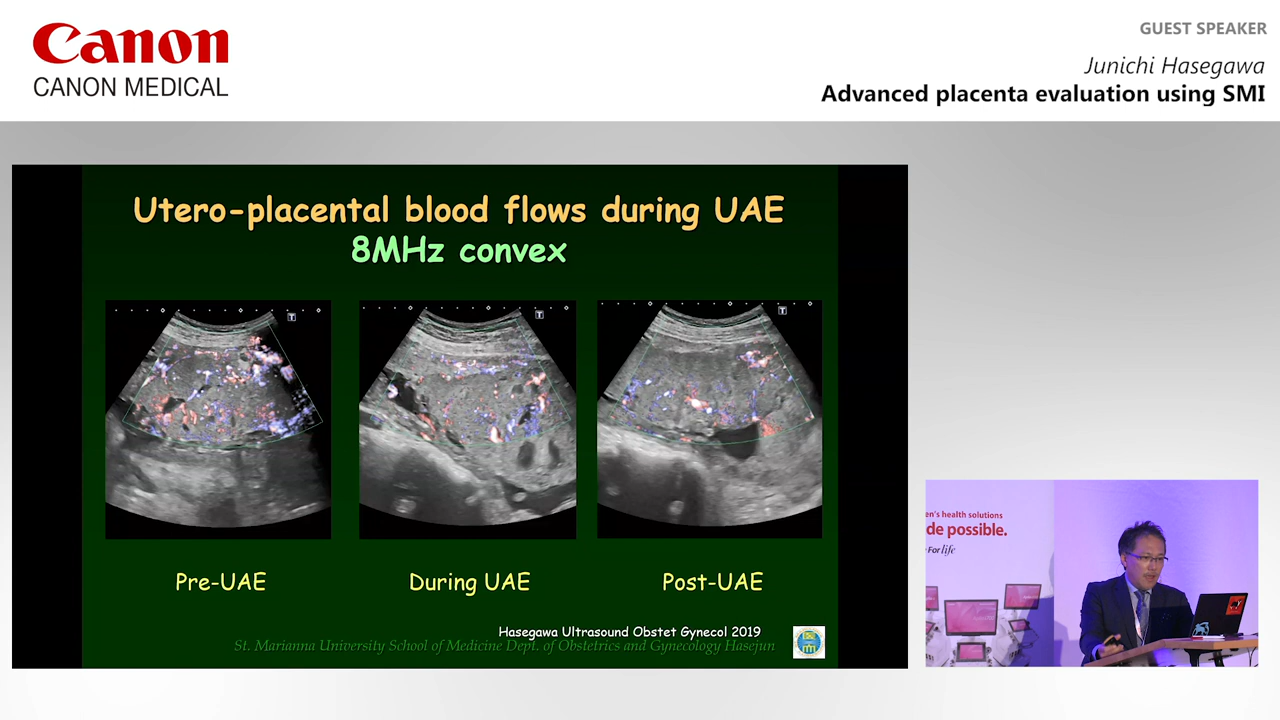 Canon
CANON MEDICAL
GUEST SPEAKER
Junichi Hasegawa
Advanced placenta evaluation using SMI
Utero-placental blood flows during UAE
8MHz convex
T
T
T
Pre-UAE
During UAE
Post-UAE
Hasegawa Ultrasound Obstet Gynecol 2019
St. Marianna University School of Medicine Dept. of Obstetrics and Gynecology Hasejun
en's health solutions
de possible.
For life